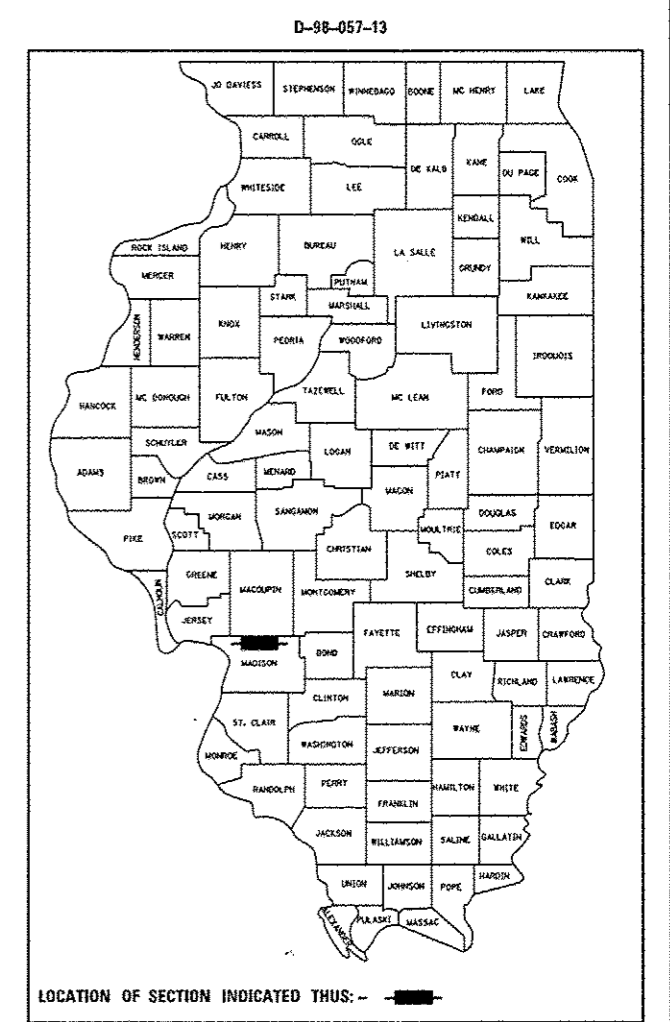 D-98-057-13
JO DAVIESS STEPHENSON WINNEBAGO BOONE MC HENRY LAKE
CARROLL OGLE DE KALB KANE DU PAGE COOK
WHITESIDE LEE
KENDALL
ROCK ISLAND HENRY BUREAU LA SALLE GRUNDY WILL
MERCER PUTNAM
STARK MARSHALL KANKAKEE
HENDERSON WARREN KNOX PEORIA WOODFORD LIVINGSTON IROQUOIS
HANCOCK MC DONOUGH FULTON TAZEWELL MC LEAN FORD
MASON
SCHUYLER LOGAN DE WITT CHAMPAIGN VERMILION
ADAMS BROWN CASS MENARD PIATT
MACON
PIKE SCOTT MORGAN SANGAMON MOULTRIE DOUGLAS EDGAR
CHRISTIAN COLES
CALHOUN GREENE MACOUPIN MONTGOMERY SHELBY CUMBERLAND CLARK
JERSEY
FAYETTE EFFINGHAM JASPER CRAWFORD
MADISON BOND
CLAY RICHLAND LAWRENCE
CLINTON MARION
ST. CLAIR WAYNE EDWARDS WABASH
MONROE WASHINGTON JEFFERSON
RANDOLPH PERRY HAMILTON WHITE
FRANKLIN
JACKSON WILLIAMSON SALINE GALLATIN
UNION JOHNSON POPE HARDIN
ALEXANDER PULASKI MASSAC
LOCATION OF SECTION INDICATED THUS:-